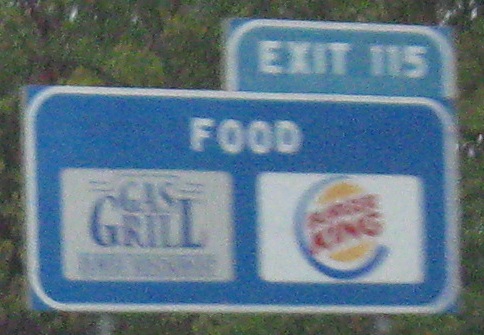 EXIT 115
FOOD
GAS
GRILL
BURGER
KING